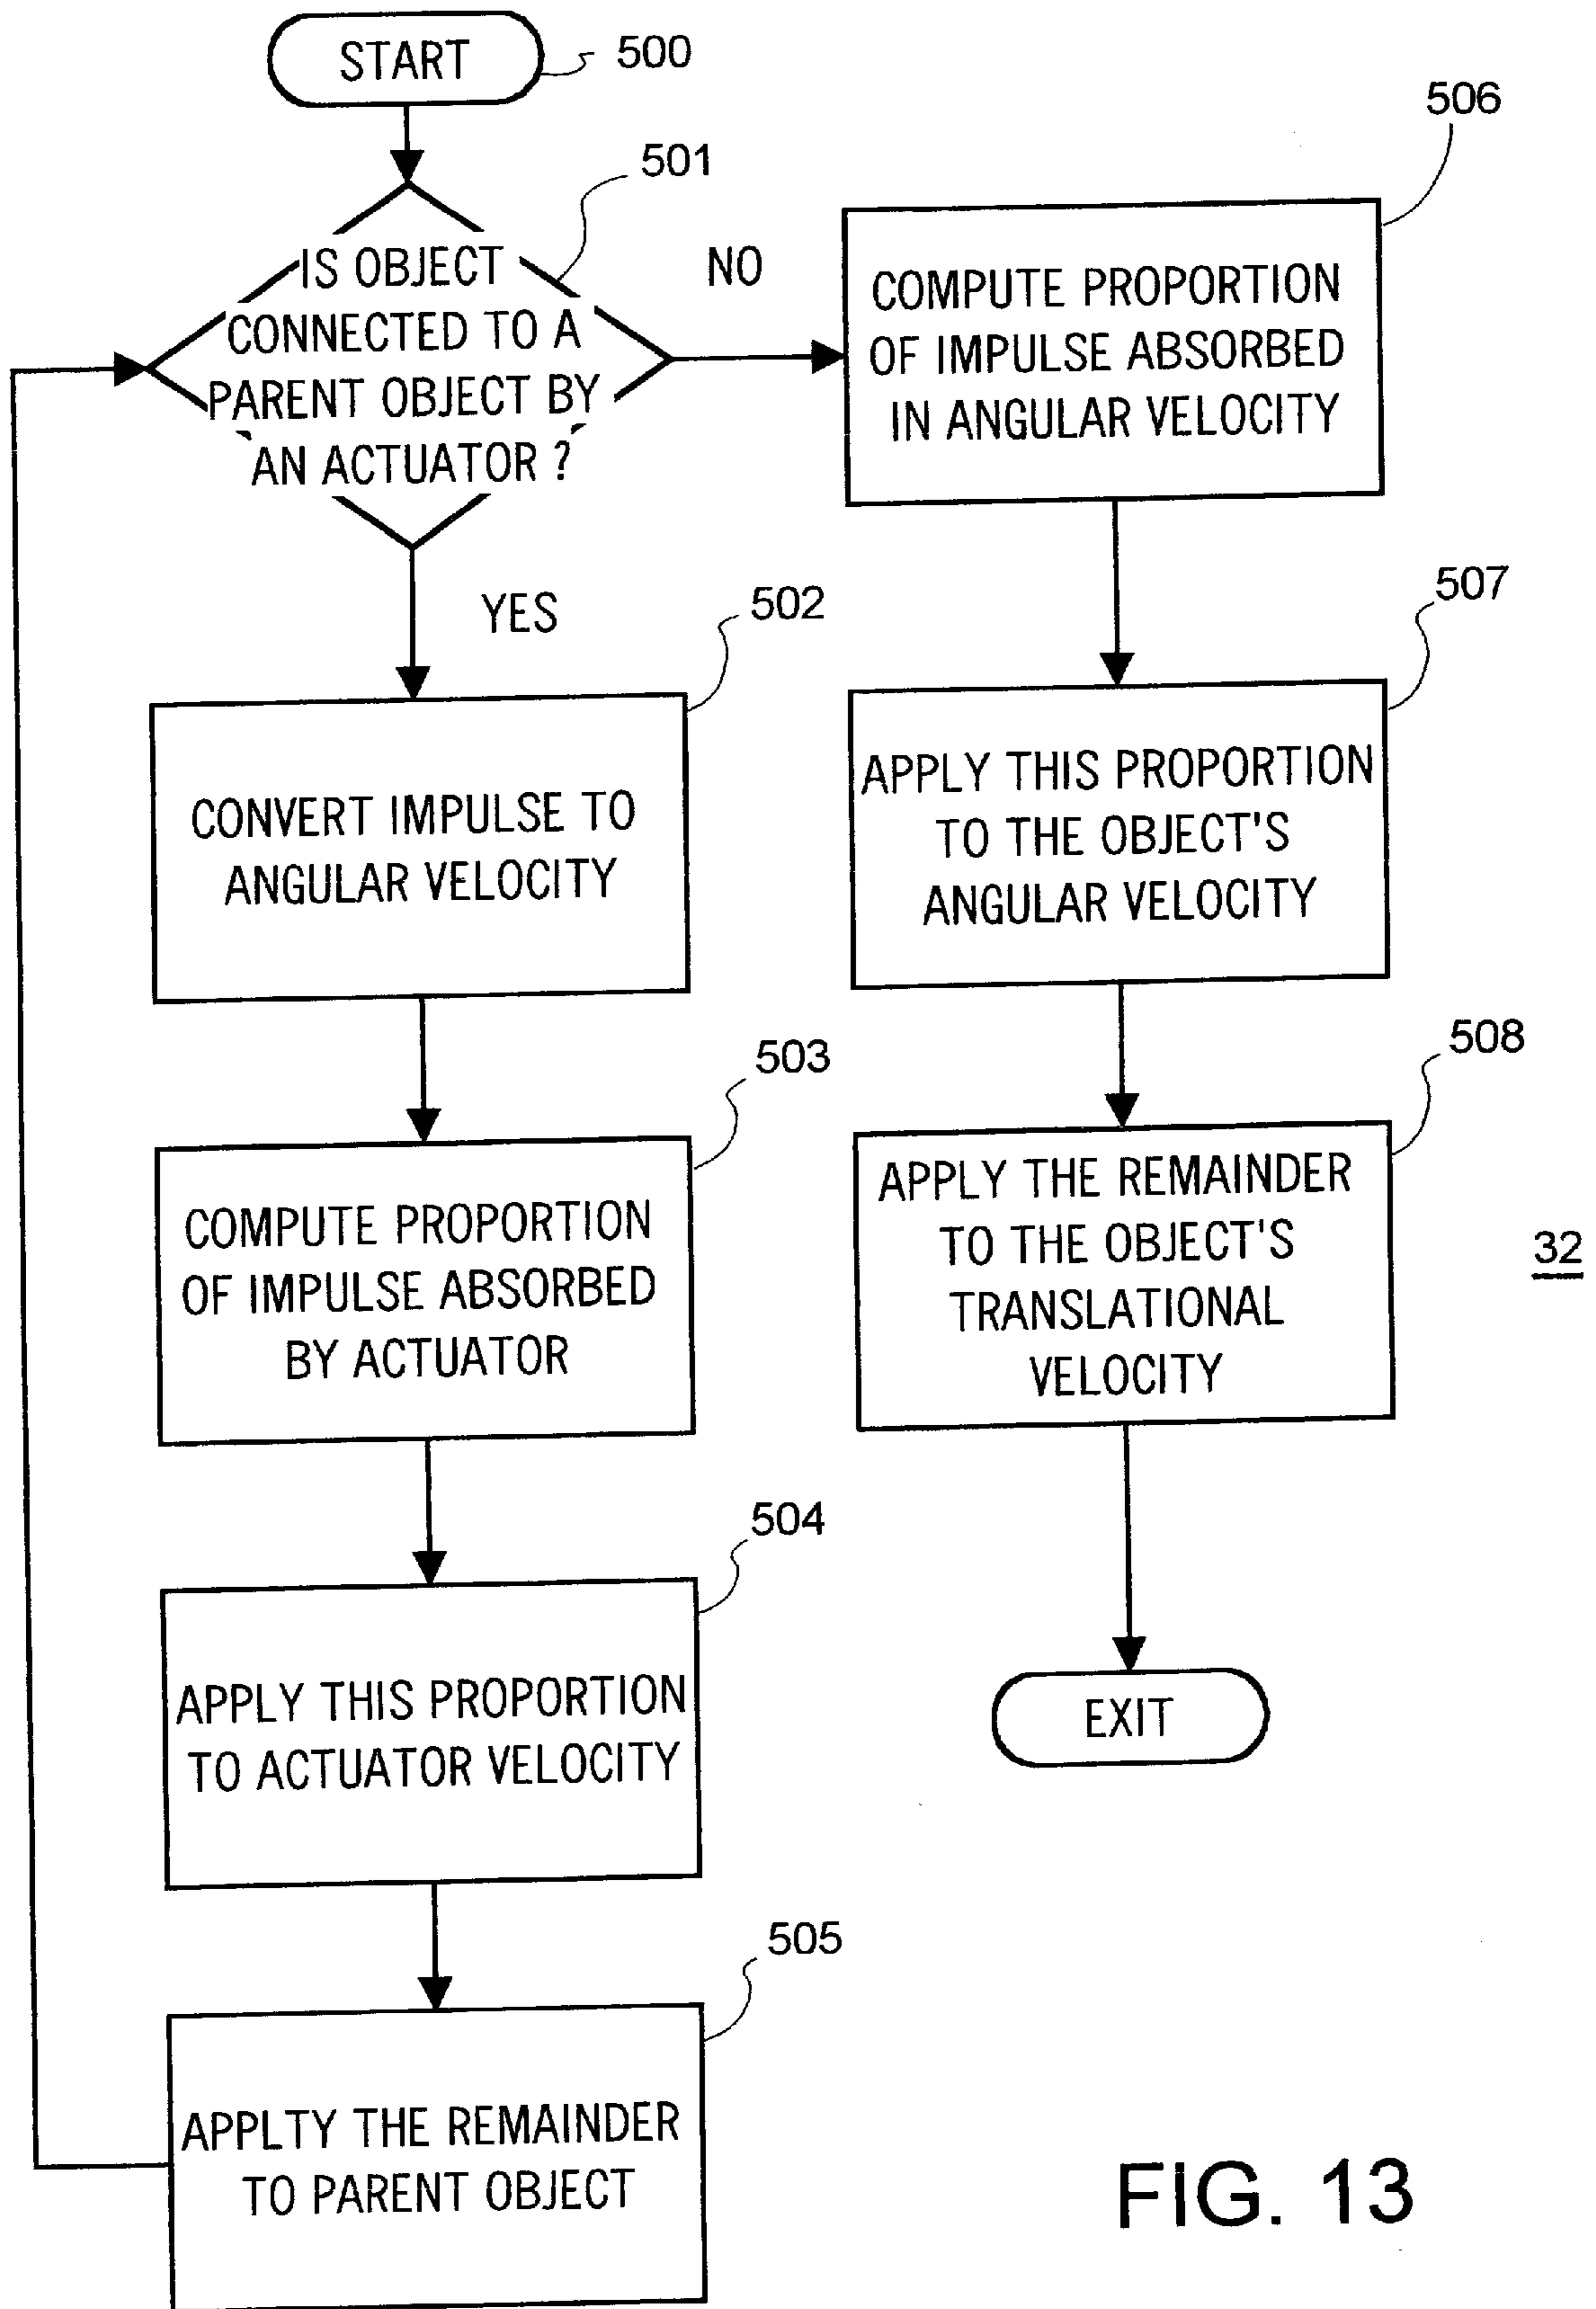 START
500
501
IS OBJECT
CONNECTED TO A
PARENT OBJECT BY
AN ACTUATOR ?
NO
YES
502
CONVERT IMPULSE TO
ANGULAR VELOCITY
503
COMPUTE PROPORTION
OF IMPULSE ABSORBED
BY ACTUATOR
504
APPLY THIS PROPORTION
TO ACTUATOR VELOCITY
505
APPLTY THE REMAINDER
TO PARENT OBJECT
506
COMPUTE PROPORTION
OF IMPULSE ABSORBED
IN ANGULAR VELOCITY
507
APPLY THIS PROPORTION
TO THE OBJECT'S
ANGULAR VELOCITY
508
APPLY THE REMAINDER
TO THE OBJECT'S
TRANSLATIONAL
VELOCITY
EXIT
32
FIG. 13